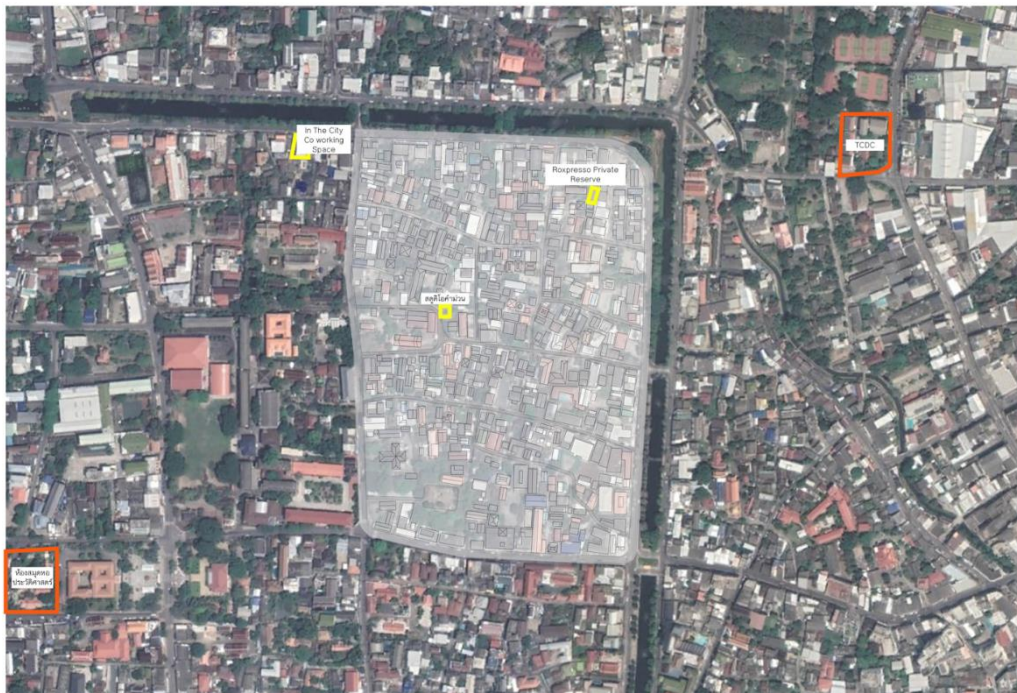 In The City
Co working
Space
TCDC
Roxpresso Private
Reserve
สตูดิโอคำม่วน
ห้องสมุดหอ
ประวัติศาสตร์